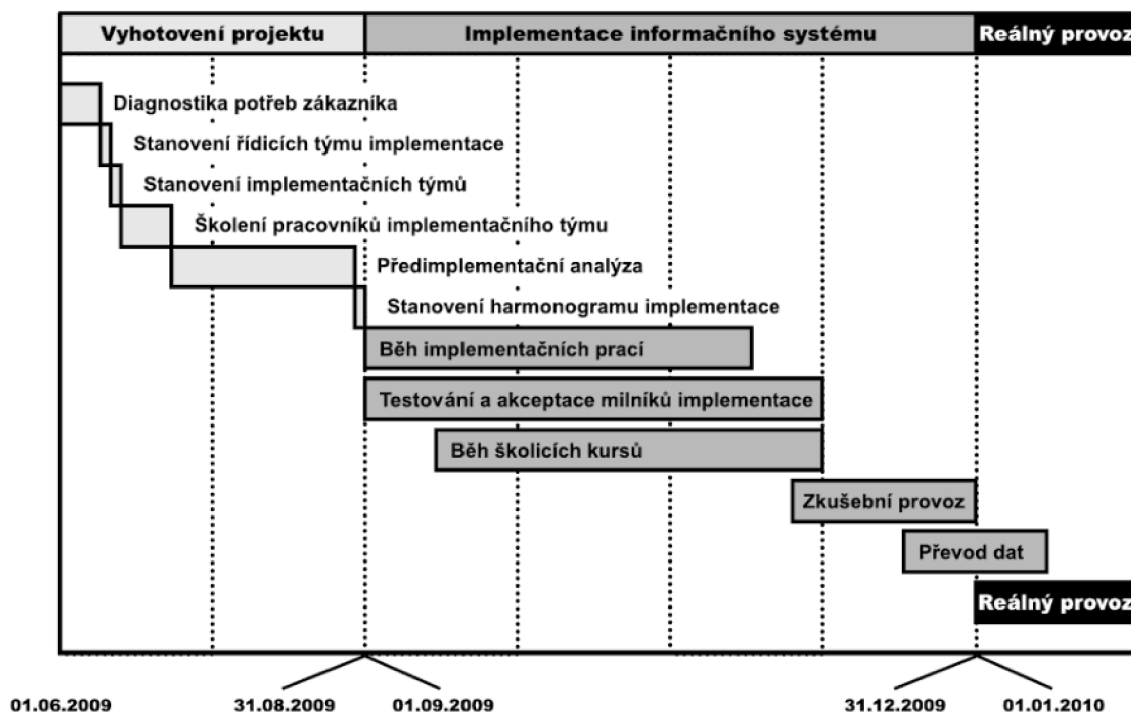 Vyhotovení projektu
Implementace informačního systému
Reálný provoz
Diagnostika potřeb zákazníka
Stanovení řídicích týmu implementace
Stanovení implementačních týmů
Školení pracovníků implementačního týmu
Předimplementační analýza
Stanovení harmonogramu implementace
Běh implementačních prací
Testování a akceptace milníků implementace
Běh školicích kursů
Zkušební provoz
Převod dat
Reálný provoz
01.06.2009
31.08.2009
01.09.2009
31.12.2009
01.01.2010